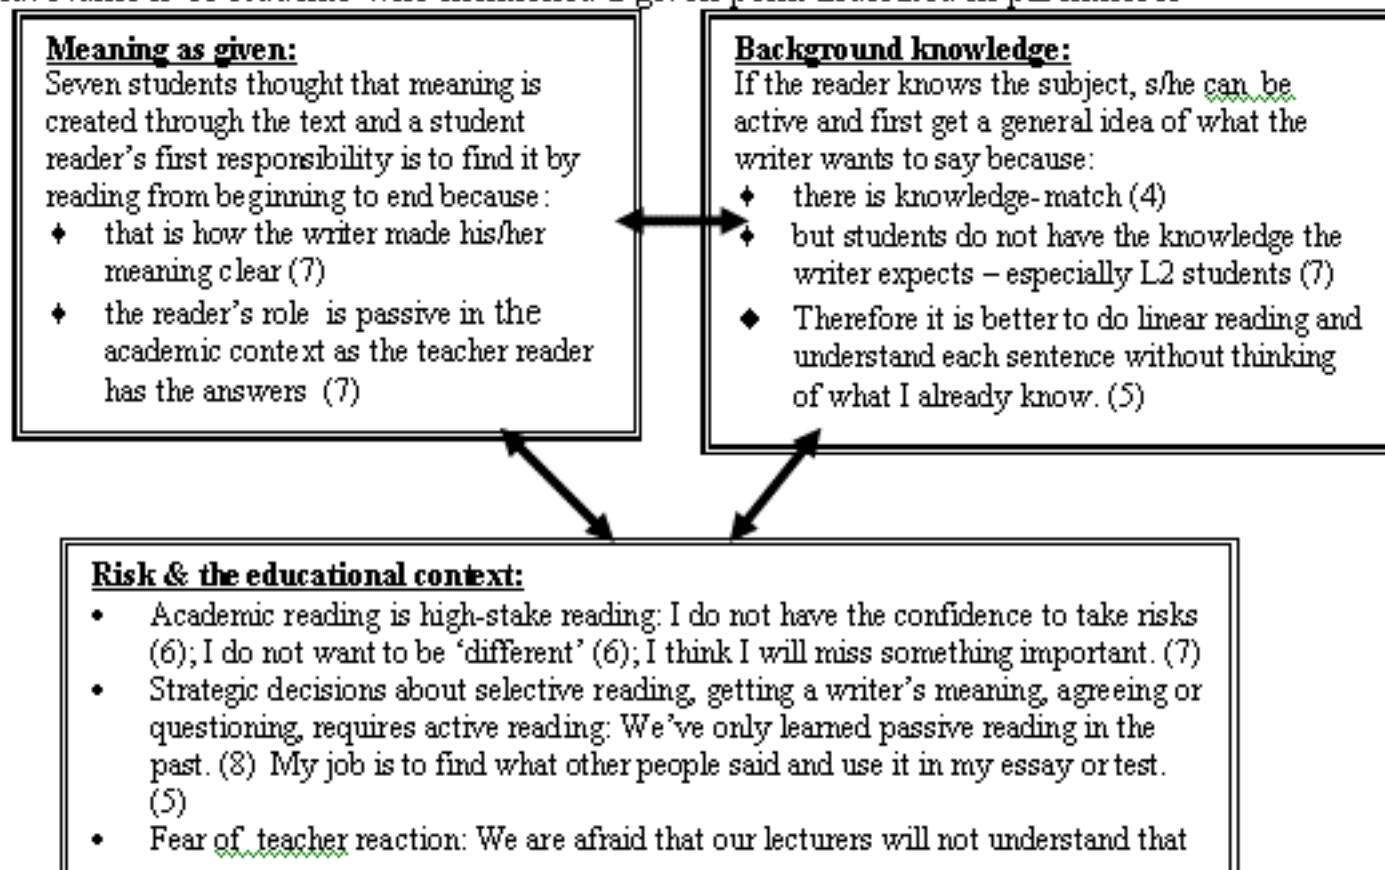 Meaning as given:
Seven students thought that meaning is
created through the text and a student
reader's first responsibility is to find it by
reading from beginning to end because:
♦ that is how the writer made his/her
meaning clear (7)
♦ the reader's role is passive in the
academic context as the teacher reader
has the answers (7)
Background knowledge:
If the reader knows the subject, s/he can be
active and first get a general idea of what the
writer wants to say because:
♦ there is knowledge-match (4)
♦ but students do not have the knowledge the
writer expects – especially L2 students (7)
◆ Therefore it is better to do linear reading and
understand each sentence without thinking
of what I already know. (5)
Risk & the educational context:
• Academic reading is high-stake reading: I do not have the confidence to take risks
(6); I do not want to be ‘different’ (6); I think I will miss something important. (7)
• Strategic decisions about selective reading, getting a writer's meaning, agreeing or
questioning, requires active reading: We've only learned passive reading in the
past. (8) My job is to find what other people said and use it in my essay or test.
(5)
• Fear of teacher reaction: We are afraid that our lecturers will not understand that